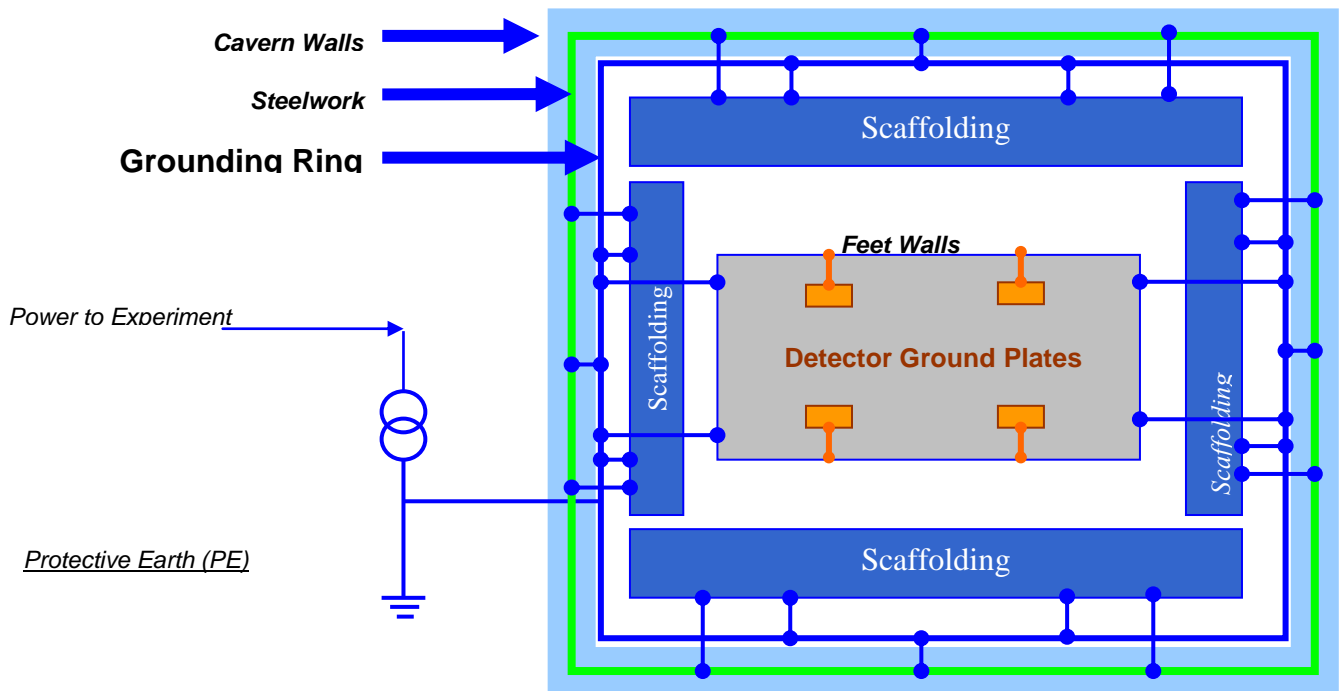 Cavern Walls
Steelwork
Grounding Ring
Scaffolding
Scaffolding
Feet Walls
Scaffolding
Power to Experiment
Detector Ground Plates
Scaffolding
Protective Earth (PE)